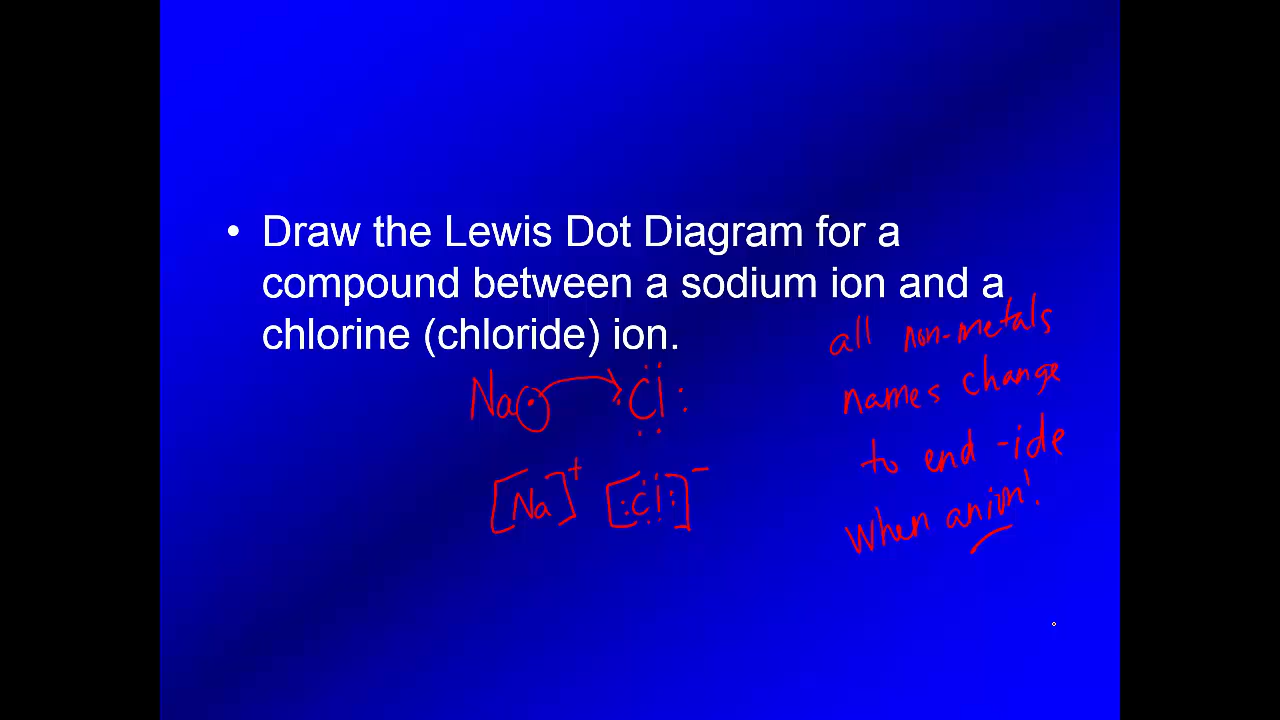 • Draw the Lewis Dot Diagram for a
compound between a sodium ion and a
chlorine (chloride) ion.
all non-metals
names change
to end -ide
when anion!
Na· :Cl:
[Na]⁺ [:Cl:]⁻